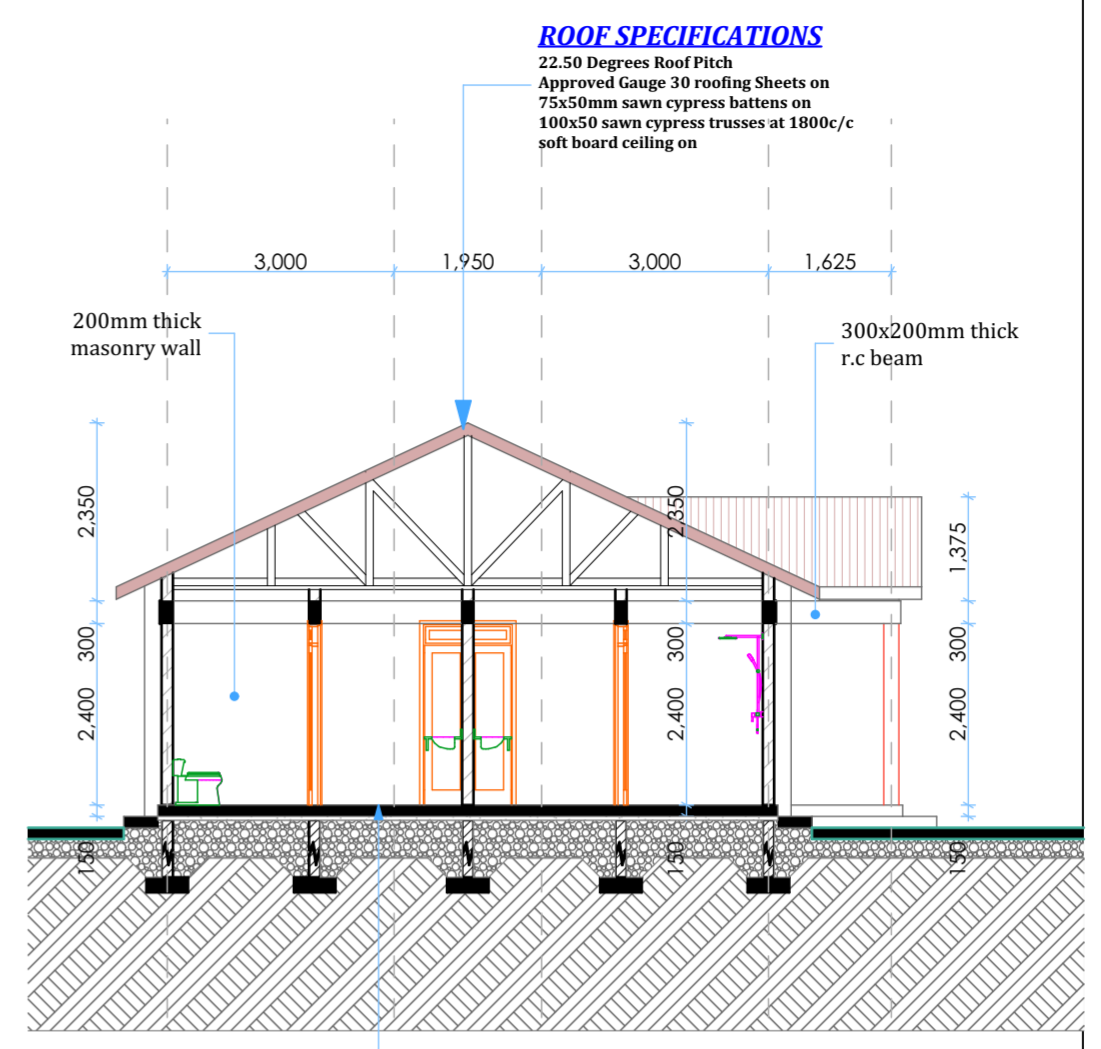 ROOF SPECIFICATIONS
22.50 Degrees Roof Pitch
Approved Gauge 30 roofing Sheets on
75x50mm sawn cypress battens on
100x50 sawn cypress trusses at 1800c/c
soft board ceiling on
3,000
1,950
3,000
1,625
200mm thick
masonry wall
300x200mm thick
r.c beam
2,350
2,350
1,375
300
300
300
2,400
2,400
2,400
150
150
150